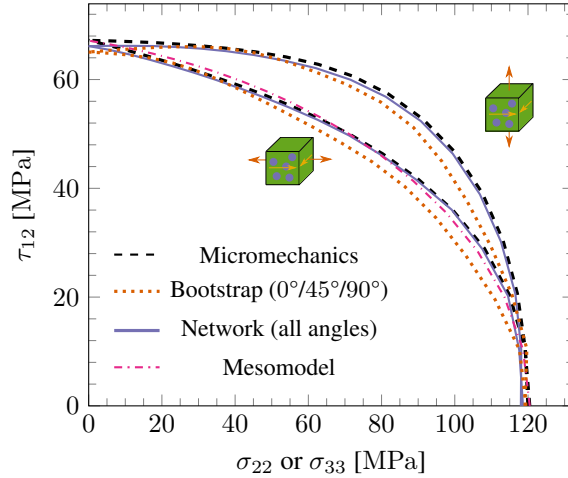 60
40
20
0
τ12 [MPa]
Micromechanics
Bootstrap (0°/45°/90°)
Network (all angles)
Mesomodel
0 20 40 60 80 100 120
σ22 or σ33 [MPa]